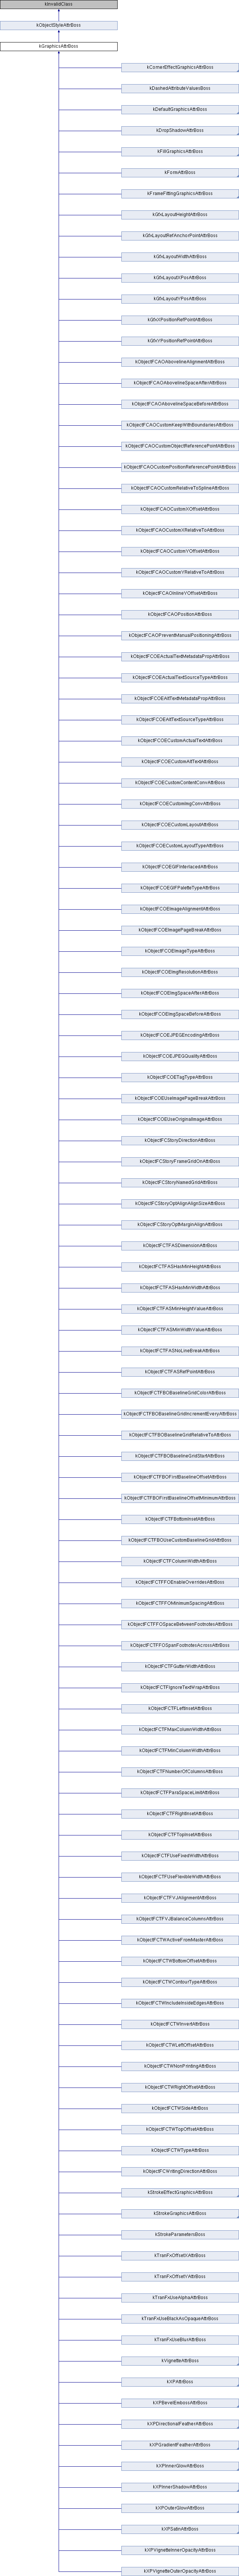 kInvalidClass
kObjectStyleAttrBoss
kGraphicsAttrBoss
kCornerEffectGraphicsAttrBoss
kDashedAttributeValuesBoss
kDefaultGraphicsAttrBoss
kDropShadowAttrBoss
kFillGraphicsAttrBoss
kFormAttrBoss
kFrameFittingGraphicsAttrBoss
kGfxLayoutHeightAttrBoss
kGfxLayoutRefAnchorPointAttrBoss
kGfxLayoutWidthAttrBoss
kGfxLayoutXPosAttrBoss
kGfxLayoutYPosAttrBoss
kGfxXPositionRefPointAttrBoss
kGfxYPositionRefPointAttrBoss
kObjectFCAOAbovelineAlignmentAttrBoss
kObjectFCAOAbovelineSpaceAfterAttrBoss
kObjectFCAOAbovelineSpaceBeforeAttrBoss
kObjectFCAOCustomKeepWithBoundariesAttrBoss
kObjectFCAOCustomObjectReferencePointAttrBoss
kObjectFCAOCustomPositionReferencePointAttrBoss
kObjectFCAOCustomRelativeToSplineAttrBoss
kObjectFCAOCustomXOffsetAttrBoss
kObjectFCAOCustomXRelativeToAttrBoss
kObjectFCAOCustomYOffsetAttrBoss
kObjectFCAOCustomYRelativeToAttrBoss
kObjectFCAOInlineYOffsetAttrBoss
kObjectFCAOPositionAttrBoss
kObjectFCAOPreventManualPositioningAttrBoss
kObjectFCOEActualTextMetadataPropAttrBoss
kObjectFCOEActualTextSourceTypeAttrBoss
kObjectFCOEAltTextMetadataPropAttrBoss
kObjectFCOEAltTextSourceTypeAttrBoss
kObjectFCOECustomActualTextAttrBoss
kObjectFCOECustomAltTextAttrBoss
kObjectFCOECustomContentConvAttrBoss
kObjectFCOECustomImgConvAttrBoss
kObjectFCOECustomLayoutAttrBoss
kObjectFCOECustomLayoutTypeAttrBoss
kObjectFCOEGIFInterlacedAttrBoss
kObjectFCOEGIFPaletteTypeAttrBoss
kObjectFCOEImageAlignmentAttrBoss
kObjectFCOEImagePageBreakAttrBoss
kObjectFCOEImageTypeAttrBoss
kObjectFCOEImgResolutionAttrBoss
kObjectFCOEImgSpaceAfterAttrBoss
kObjectFCOEImgSpaceBeforeAttrBoss
kObjectFCOEJPEGEncodingAttrBoss
kObjectFCOEJPEGQualityAttrBoss
kObjectFCOETagTypeAttrBoss
kObjectFCOEUseImagePageBreakAttrBoss
kObjectFCOEUseOriginalImageAttrBoss
kObjectFCStoryDirectionAttrBoss
kObjectFCStoryFrameGridOnAttrBoss
kObjectFCStoryNamedGridAttrBoss
kObjectFCStoryOptAlignAlignSizeAttrBoss
kObjectFCStoryOptMarginAlignAttrBoss
kObjectFCTFASDimensionAttrBoss
kObjectFCTFASHasMinHeightAttrBoss
kObjectFCTFASHasMinWidthAttrBoss
kObjectFCTFASMinHeightValueAttrBoss
kObjectFCTFASMinWidthValueAttrBoss
kObjectFCTFASNoLineBreakAttrBoss
kObjectFCTFASRefPointAttrBoss
kObjectFCTFBOBaselineGridColorAttrBoss
kObjectFCTFBOBaselineGridIncrementEveryAttrBoss
kObjectFCTFBOBaselineGridRelativeToAttrBoss
kObjectFCTFBOBaselineGridStartAttrBoss
kObjectFCTFBOFirstBaselineOffsetAttrBoss
kObjectFCTFBOFirstBaselineOffsetMinimumAttrBoss
kObjectFCTFBottomInsetAttrBoss
kObjectFCTFBOUseCustomBaselineGridAttrBoss
kObjectFCTFColumnWidthAttrBoss
kObjectFCTFFOEnableOverridesAttrBoss
kObjectFCTFFOMinimumSpacingAttrBoss
kObjectFCTFFOSpaceBetweenFootnotesAttrBoss
kObjectFCTFFOSpanFootnotesAcrossAttrBoss
kObjectFCTFGutterWidthAttrBoss
kObjectFCTFIgnoreTextWrapAttrBoss
kObjectFCTFLeftInsetAttrBoss
kObjectFCTFMaxColumnWidthAttrBoss
kObjectFCTFMinColumnWidthAttrBoss
kObjectFCTFNumberOfColumnsAttrBoss
kObjectFCTFParaSpaceLimitAttrBoss
kObjectFCTFRightInsetAttrBoss
kObjectFCTFTopInsetAttrBoss
kObjectFCTFUseFixedWidthAttrBoss
kObjectFCTFUseFlexibleWidthAttrBoss
kObjectFCTFVJAlignmentAttrBoss
kObjectFCTFVJBalanceColumnsAttrBoss
kObjectFCTWActiveFromMasterAttrBoss
kObjectFCTWBottomOffsetAttrBoss
kObjectFCTWContourTypeAttrBoss
kObjectFCTWIncludeInsideEdgesAttrBoss
kObjectFCTWInvertAttrBoss
kObjectFCTWLeftOffsetAttrBoss
kObjectFCTWNonPrintingAttrBoss
kObjectFCTWRightOffsetAttrBoss
kObjectFCTWSideAttrBoss
kObjectFCTWTopOffsetAttrBoss
kObjectFCTWTypeAttrBoss
kObjectFCWritingDirectionAttrBoss
kStrokeEffectGraphicsAttrBoss
kStrokeGraphicsAttrBoss
kStrokeParametersBoss
kTranFxOffsetXAttrBoss
kTranFxOffsetYAttrBoss
kTranFxUseAlphaAttrBoss
kTranFxUseBlackAsOpaqueAttrBoss
kTranFxUseBlurAttrBoss
kVignetteAttrBoss
kXPAttrBoss
kXPBevelEmbossAttrBoss
kXPDirectionalFeatherAttrBoss
kXPGradientFeatherAttrBoss
kXPInnerGlowAttrBoss
kXPInnerShadowAttrBoss
kXPOuterGlowAttrBoss
kXPSatinAttrBoss
kXPVignetteInnerOpacityAttrBoss
kXPVignetteOuterOpacityAttrBoss